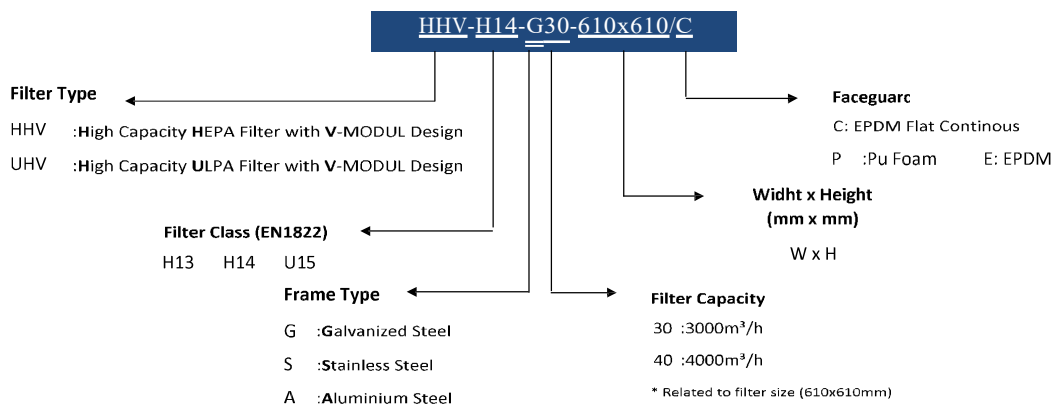 HHV-H14-G30-610x610/C
Filter Type
HHV :High Capacity HEPA Filter with V-MODUL Design
UHV :High Capacity ULPA Filter with V-MODUL Design
Faceguarc
C: EPDM Flat Continous
P :Pu Foam E: EPDM
Widht x Height
(mm x mm)
W x H
Filter Class (EN1822)
H13 H14 U15
Frame Type
G :Galvanized Steel
S :Stainless Steel
A :Aluminium Steel
Filter Capacity
30 :3000m³/h
40 :4000m³/h
* Related to filter size (610x610mm)